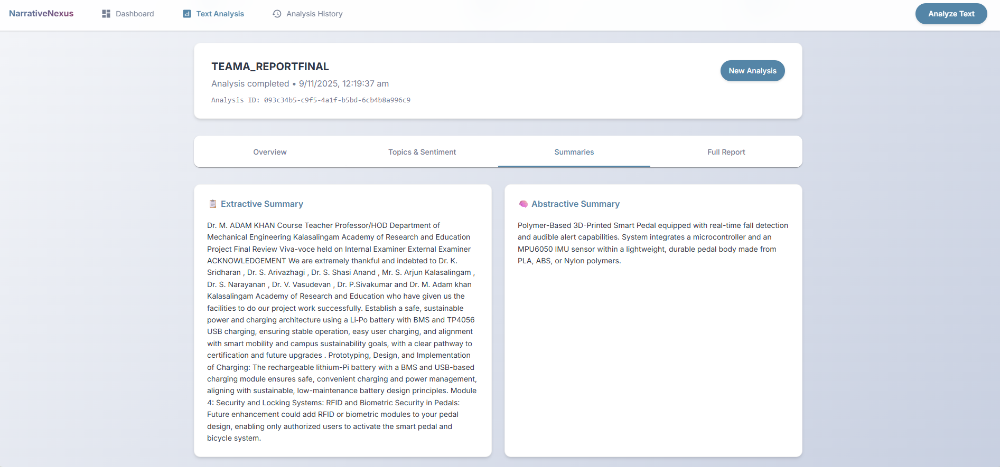 NarrativeNexus
Dashboard
Text Analysis
Analysis History
Analyze Text
TEAMA_REPORTFINAL
Analysis completed • 9/11/2025, 12:19:37 am
Analysis ID: 093c34b5-c9f5-4a1f-b5bd-6cb4b8a996c9
New Analysis
Overview
Topics & Sentiment
Summaries
Full Report
Extractive Summary
Dr. M. ADAM KHAN Course Teacher Professor/HOD Department of
Mechanical Engineering Kalasalingam Academy of Research and Education
Project Final Review Viva-voce held on Internal Examiner External Examiner
ACKNOWLEDGEMENT We are extremely thankful and indebted to Dr. K.
Sridharan , Dr. S. Arivazhagi , Dr. S. Shasi Anand , Mr. S. Arjun Kalasalingam ,
Dr. S. Narayanan , Dr. V. Vasudevan , Dr. P.Sivakumar and Dr. M. Adam khan
Kalasalingam Academy of Research and Education who have given us the
facilities to do our project work successfully. Establish a safe, sustainable
power and charging architecture using a Li-Po battery with BMS and TP4056
USB charging, ensuring stable operation, easy user charging, and alignment
with smart mobility and campus sustainability goals, with a clear pathway to
certification and future upgrades . Prototyping, Design, and Implementation
of Charging: The rechargeable lithium-Pi battery with a BMS and USB-based
charging module ensures safe, convenient charging and power management,
aligning with sustainable, low-maintenance battery design principles. Module
4: Security and Locking Systems: RFID and Biometric Security in Pedals:
Future enhancement could add RFID or biometric modules to your pedal
design, enabling only authorized users to activate the smart pedal and
bicycle system.
Abstractive Summary
Polymer-Based 3D-Printed Smart Pedal equipped with real-time fall detection
and audible alert capabilities. System integrates a microcontroller and an
MPU6050 IMU sensor within a lightweight, durable pedal body made from
PLA, ABS, or Nylon polymers.